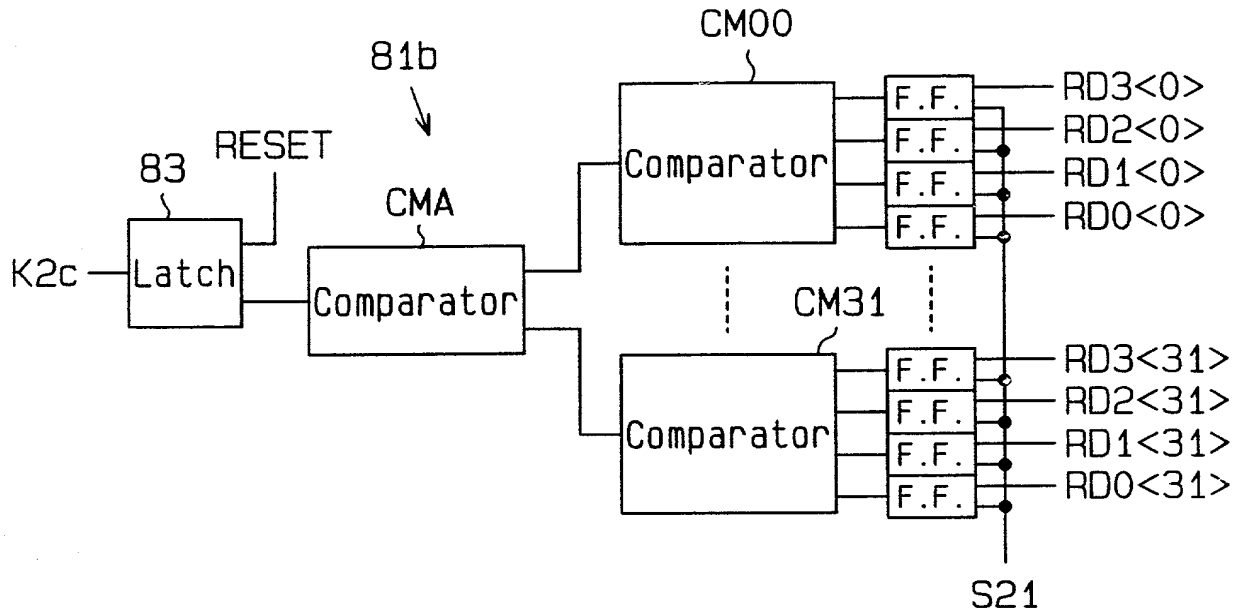 CM00
81b
RESET
83
CMA
K2c
Latch
Comparator
Comparator
F.F.
F.F.
F.F.
F.F.
RD3<0>
RD2<0>
RD1<0>
RD0<0>
CM31
Comparator
F.F.
F.F.
F.F.
F.F.
RD3<31>
RD2<31>
RD1<31>
RD0<31>
S21